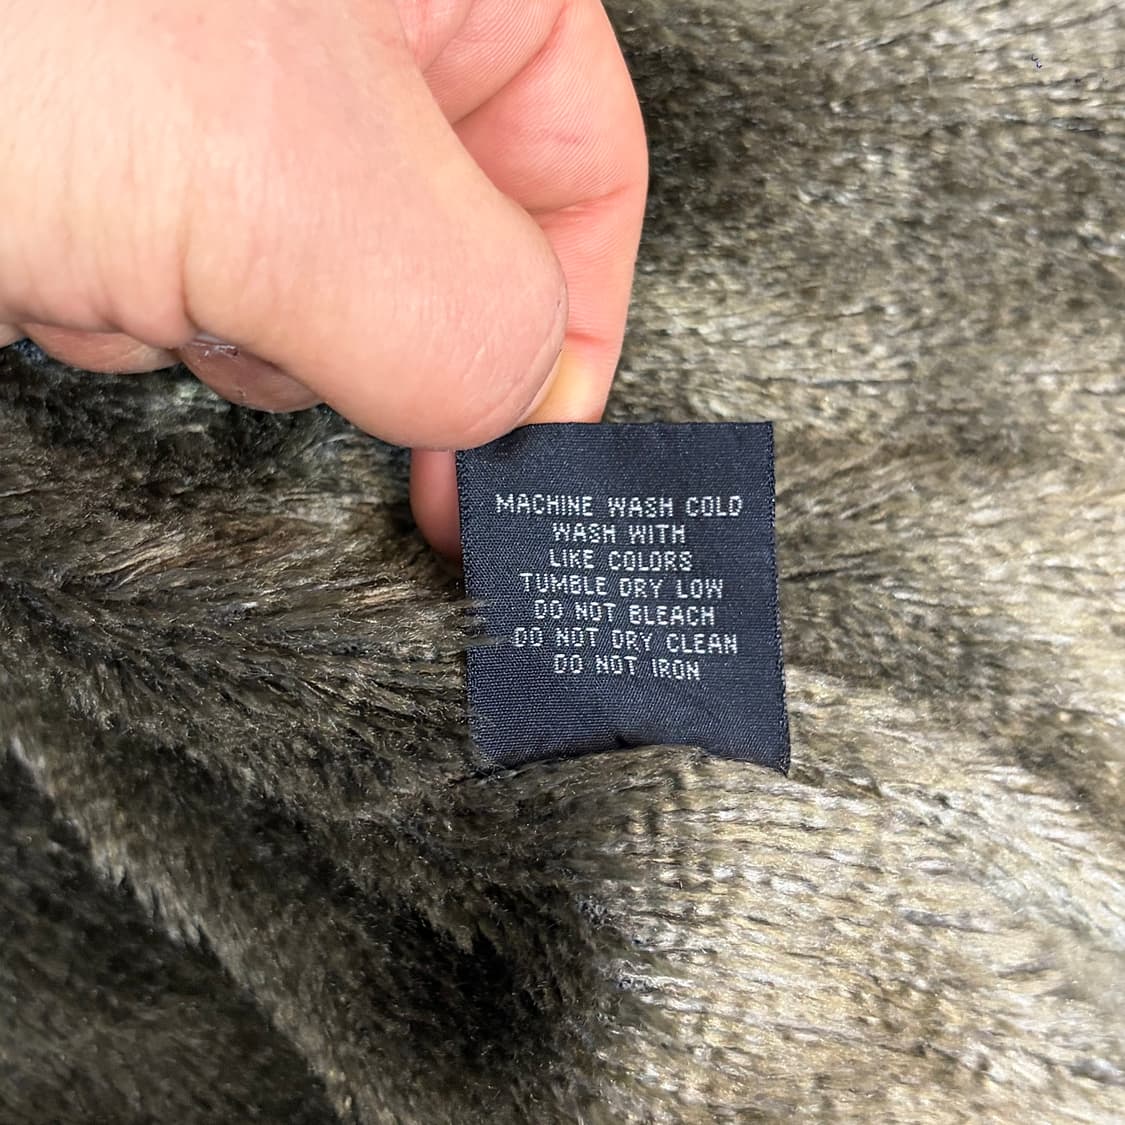 MACHINE WASH COLD
WASH WITH
LIKE COLORS
TUMBLE DRY LOW
DO NOT BLEACH
DO NOT DRY CLEAN
DO NOT IRON